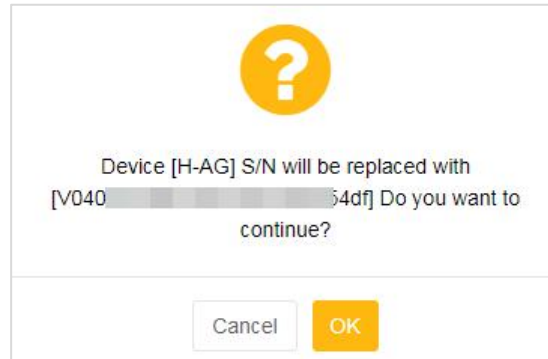 ?
Device [H-AG] S/N will be replaced with
[V040 54df] Do you want to
continue?
Cancel
OK